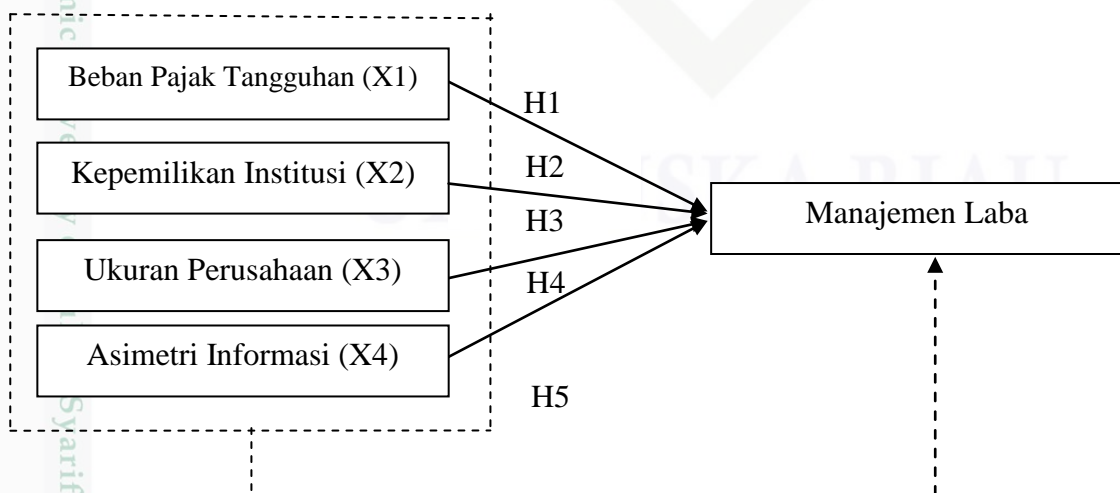 Beban Pajak Tangguhan (X1)
H1
Kepemilikan Institusi (X2)
H2
Manajemen Laba
H3
Ukuran Perusahaan (X3)
H4
Asimetri Informasi (X4)
H5
Syarif